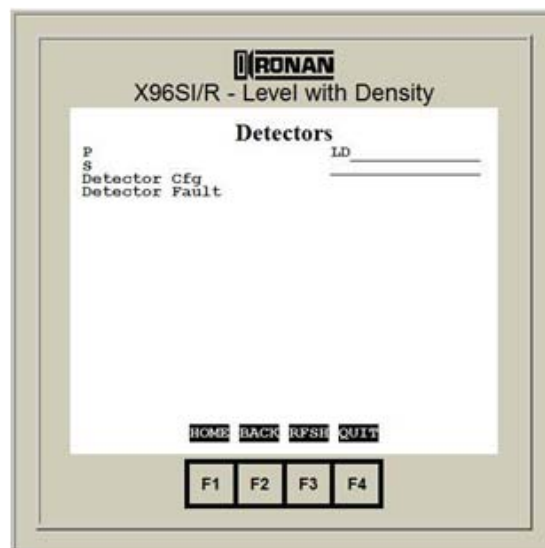 RONAN
X96SI/R - Level with Density
Detectors
P LD
S
Detector Cfg
Detector Fault
HOME BACK RFSH QUIT
F1 F2 F3 F4